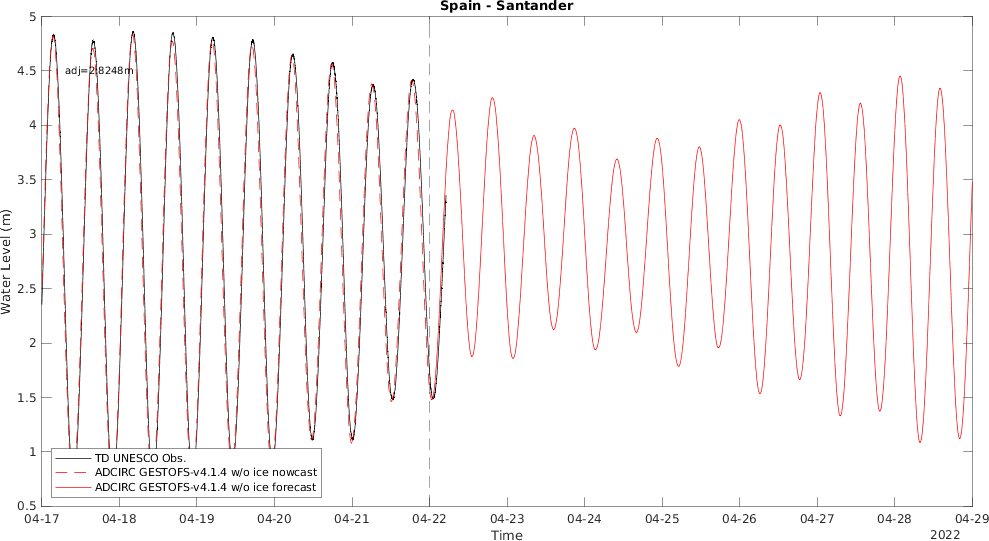 Spain - Santander
5
4.5
4
3.5
3
2.5
2
1.5
1
0.5
Water Level (m)
adj=2.8248m
TD UNESCO Obs.
ADCIRC GESTOFS-v4.1.4 w/o ice nowcast
ADCIRC GESTOFS-v4.1.4 w/o ice forecast
04-17 04-18 04-19 04-20 04-21 04-22 04-23 04-24 04-25 04-26 04-27 04-28 04-29
Time
2022